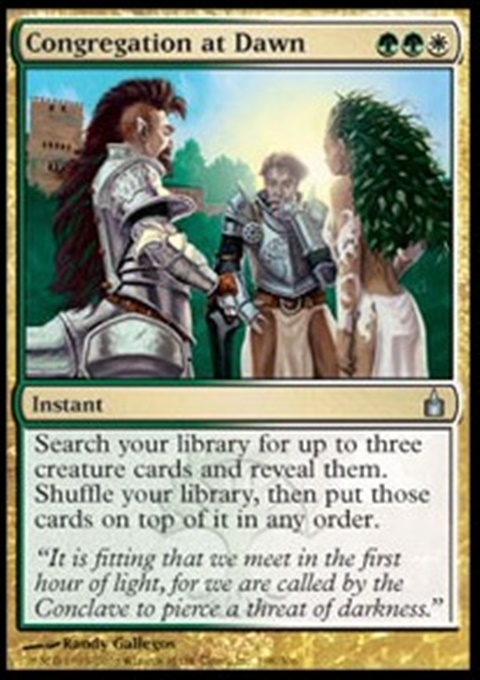 Congregation at Dawn
Instant
Search your library for up to three
creature cards and reveal them.
Shuffle your library, then put those
cards on top of it in any order.
“It is fitting that we meet in the first
hour of light, for we are called by the
Conclave to pierce a threat of darkness.”
Randy Gallegos